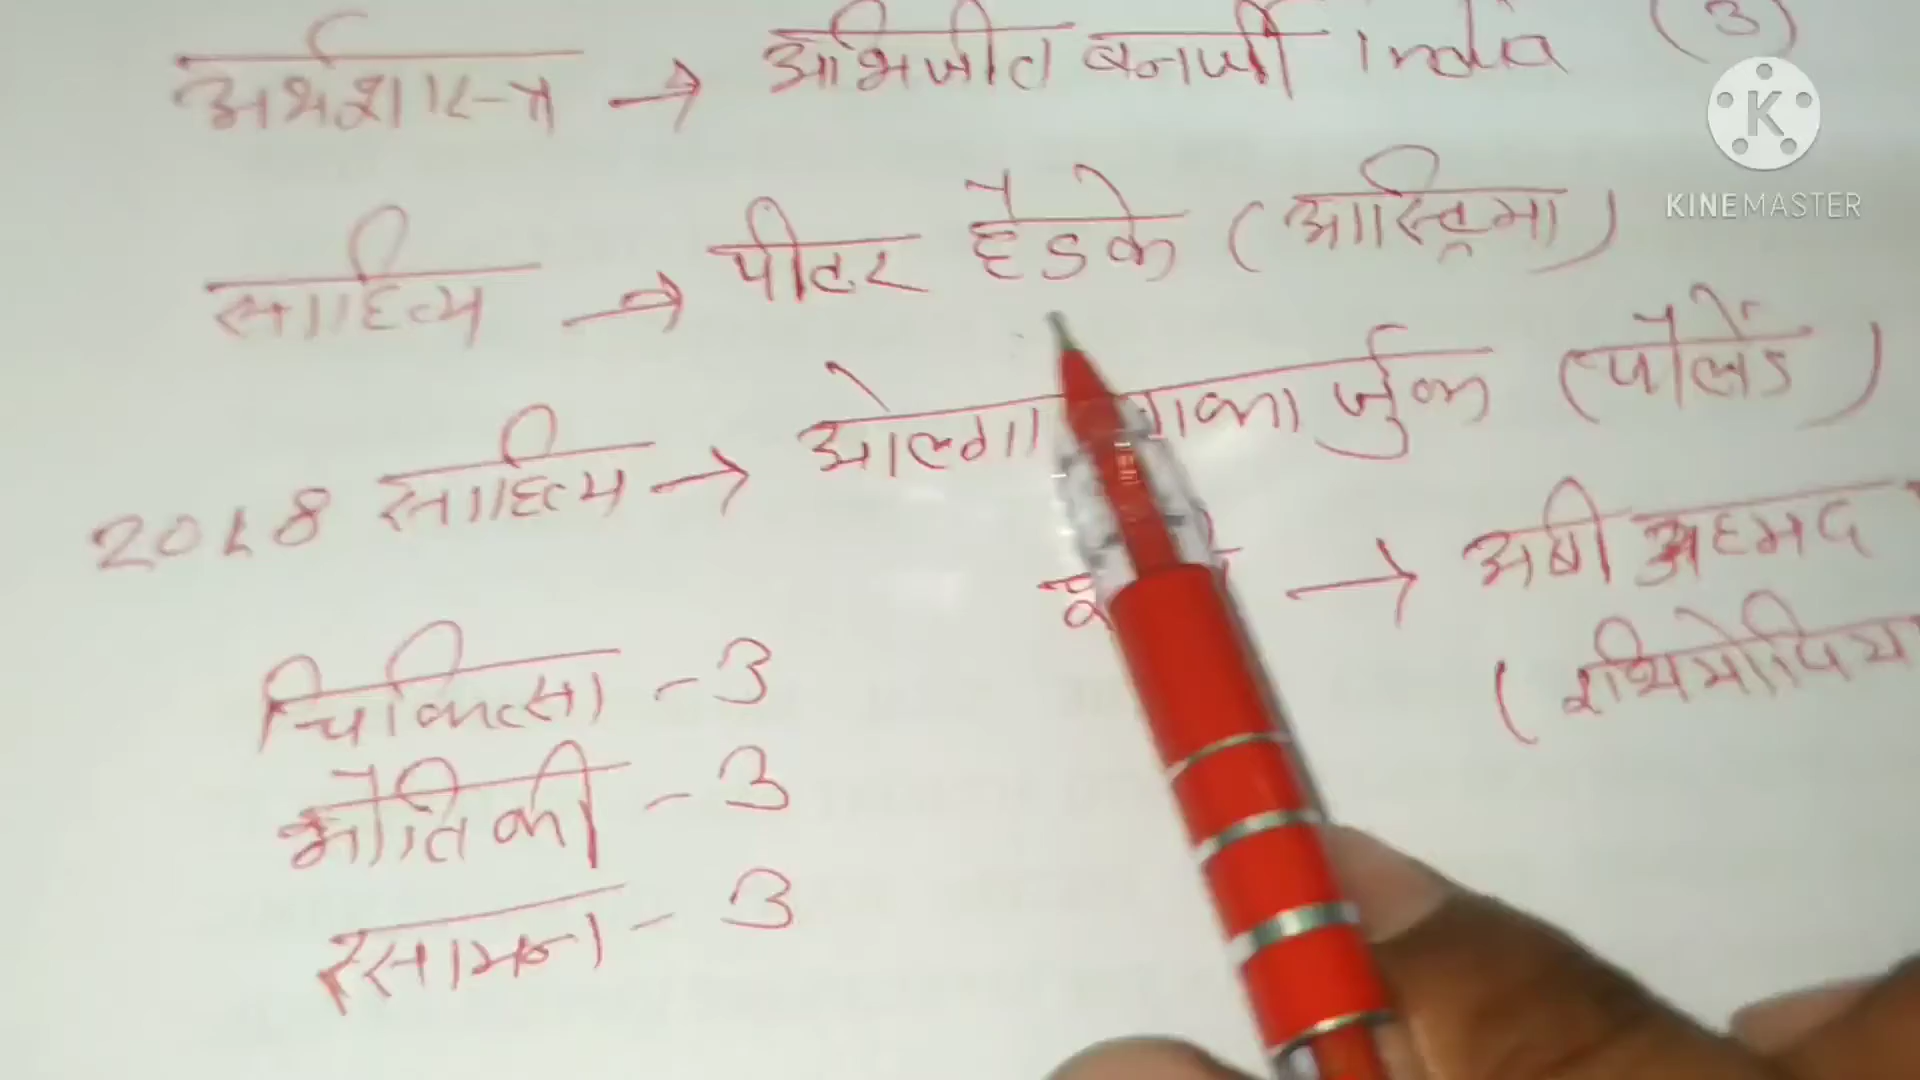 अर्थशास्त्र → अभिजीत बनर्जी India (3)
साहित्य → पीटर हैंडके (आस्ट्रिया)
2018 साहित्य → ओल्गा र्जुक (पोलैंड)
→ अबी अहमद
(इथियोपिया
चिकित्सा - 3
भौतिकी - 3
रसायन - 3
K
KINEMASTER